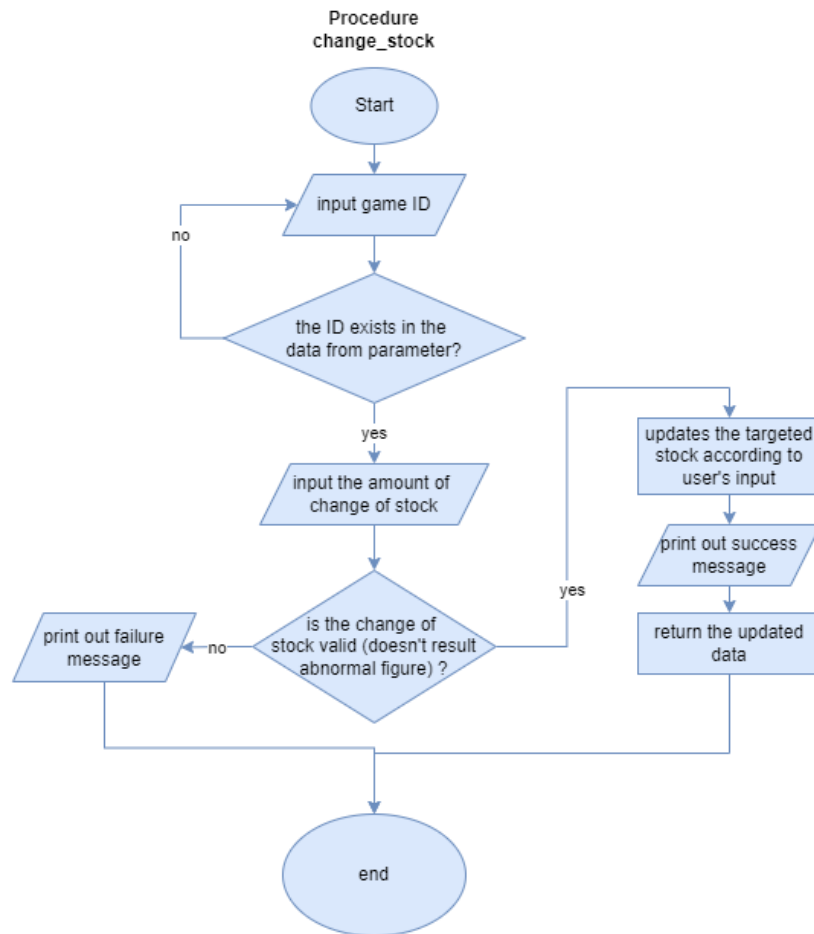 Procedure
change_stock
Start
input game ID
no
the ID exists in the
data from parameter?
yes
input the amount of
change of stock
is the change of
stock valid (doesn't result
abnormal figure) ?
no
print out failure
message
yes
updates the targeted
stock according to
user's input
print out success
message
return the updated
data
end